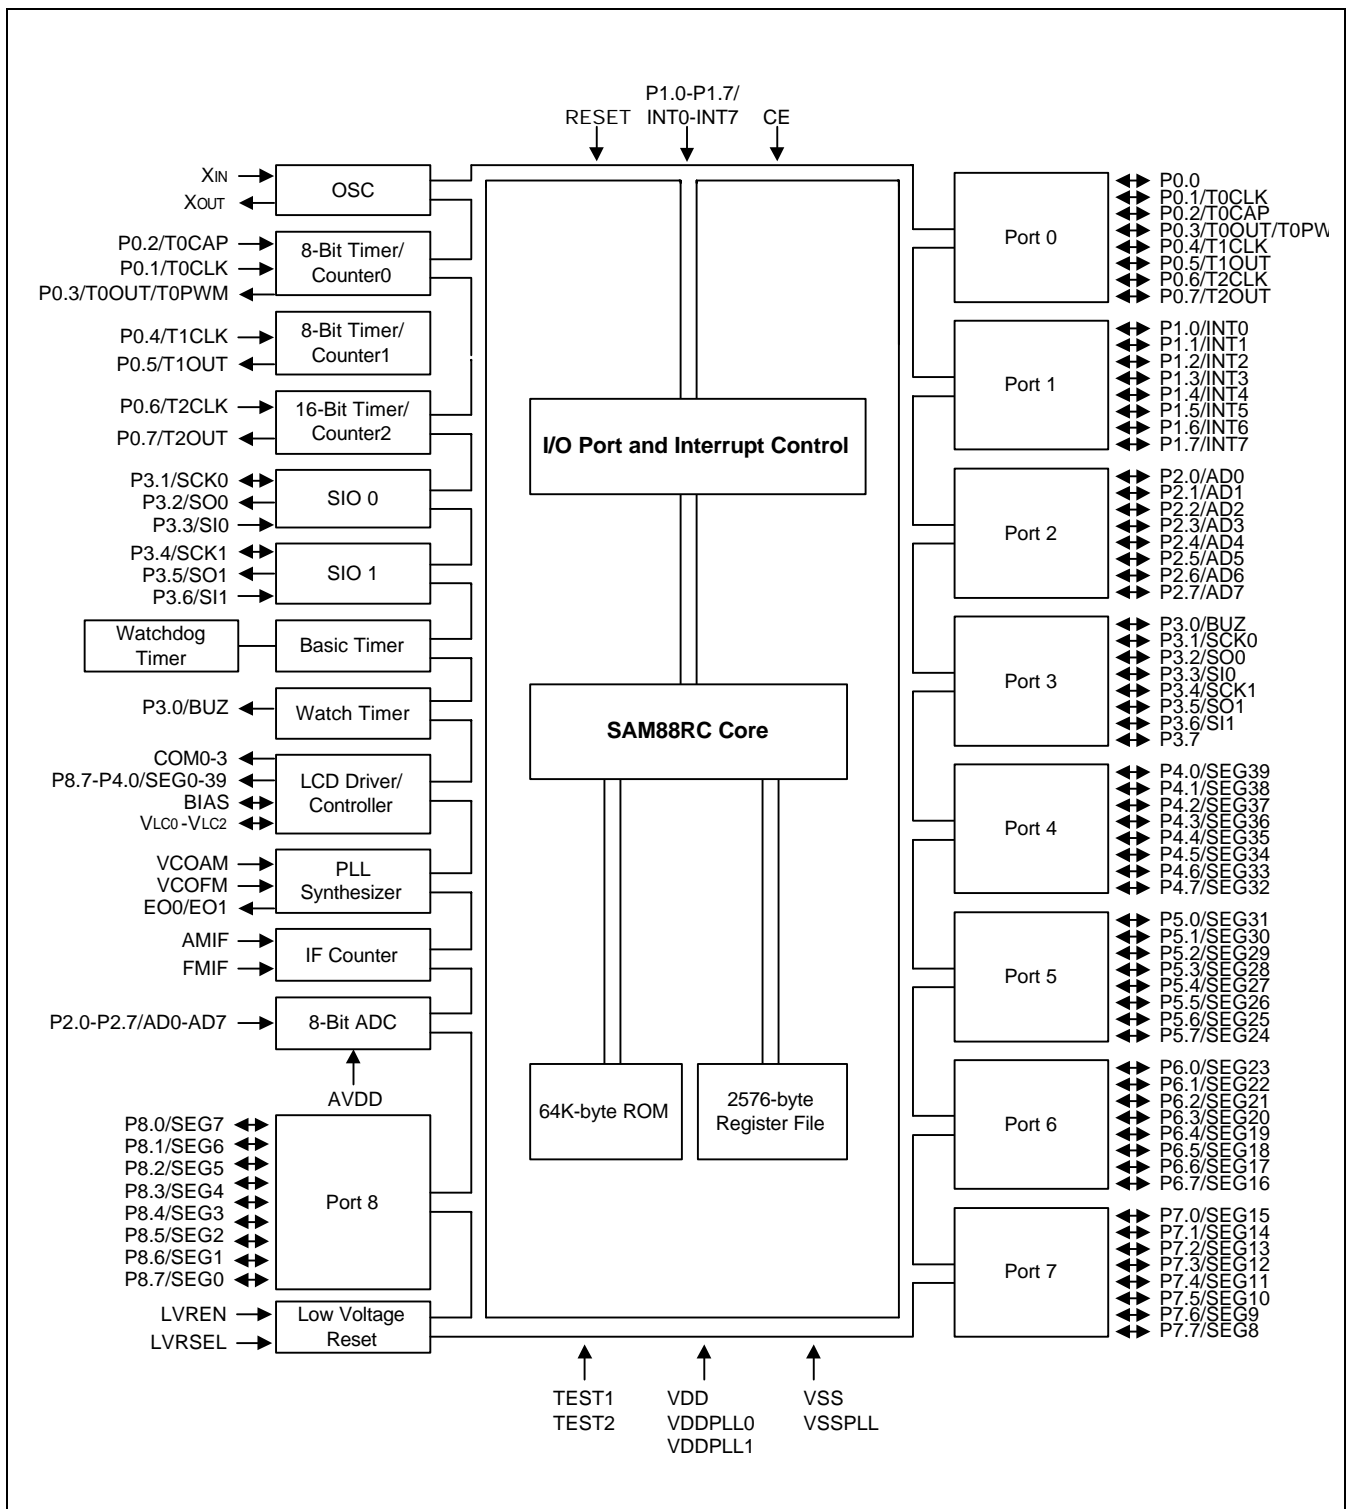 P1.0-P1.7/
RESET INT0-INT7 CE
XIN
XOUT
OSC
P0.2/T0CAP
P0.1/T0CLK
P0.3/T0OUT/T0PWM
8-Bit Timer/
Counter0
P0.4/T1CLK
P0.5/T1OUT
8-Bit Timer/
Counter1
P0.6/T2CLK
P0.7/T2OUT
16-Bit Timer/
Counter2
P3.1/SCK0
P3.2/SO0
P3.3/SI0
SIO 0
P3.4/SCK1
P3.5/SO1
P3.6/SI1
SIO 1
Watchdog
Timer
Basic Timer
P3.0/BUZ
Watch Timer
COM0-3
P8.7-P4.0/SEG0-39
BIAS
VLC0 -VLC2
LCD Driver/
Controller
VCOAM
VCOFM
EO0/EO1
PLL
Synthesizer
AMIF
FMIF
IF Counter
P2.0-P2.7/AD0-AD7
8-Bit ADC
AVDD
P8.0/SEG7
P8.1/SEG6
P8.2/SEG5
P8.3/SEG4
P8.4/SEG3
P8.5/SEG2
P8.6/SEG1
P8.7/SEG0
Port 8
LVREN
LVRSEL
Low Voltage
Reset
I/O Port and Interrupt Control
SAM88RC Core
64K-byte ROM
2576-byte
Register File
TEST1
TEST2
VDD
VDDPLL0
VDDPLL1
VSS
VSSPLL
Port 0
P0.0
P0.1/T0CLK
P0.2/T0CAP
P0.3/T0OUT/T0PW
P0.4/T1CLK
P0.5/T1OUT
P0.6/T2CLK
P0.7/T2OUT
Port 1
P1.0/INT0
P1.1/INT1
P1.2/INT2
P1.3/INT3
P1.4/INT4
P1.5/INT5
P1.6/INT6
P1.7/INT7
Port 2
P2.0/AD0
P2.1/AD1
P2.2/AD2
P2.3/AD3
P2.4/AD4
P2.5/AD5
P2.6/AD6
P2.7/AD7
Port 3
P3.0/BUZ
P3.1/SCK0
P3.2/SO0
P3.3/SI0
P3.4/SCK1
P3.5/SO1
P3.6/SI1
P3.7
Port 4
P4.0/SEG39
P4.1/SEG38
P4.2/SEG37
P4.3/SEG36
P4.4/SEG35
P4.5/SEG34
P4.6/SEG33
P4.7/SEG32
Port 5
P5.0/SEG31
P5.1/SEG30
P5.2/SEG29
P5.3/SEG28
P5.4/SEG27
P5.5/SEG26
P5.6/SEG25
P5.7/SEG24
Port 6
P6.0/SEG23
P6.1/SEG22
P6.2/SEG21
P6.3/SEG20
P6.4/SEG19
P6.5/SEG18
P6.6/SEG17
P6.7/SEG16
Port 7
P7.0/SEG15
P7.1/SEG14
P7.2/SEG13
P7.3/SEG12
P7.4/SEG11
P7.5/SEG10
P7.6/SEG9
P7.7/SEG8